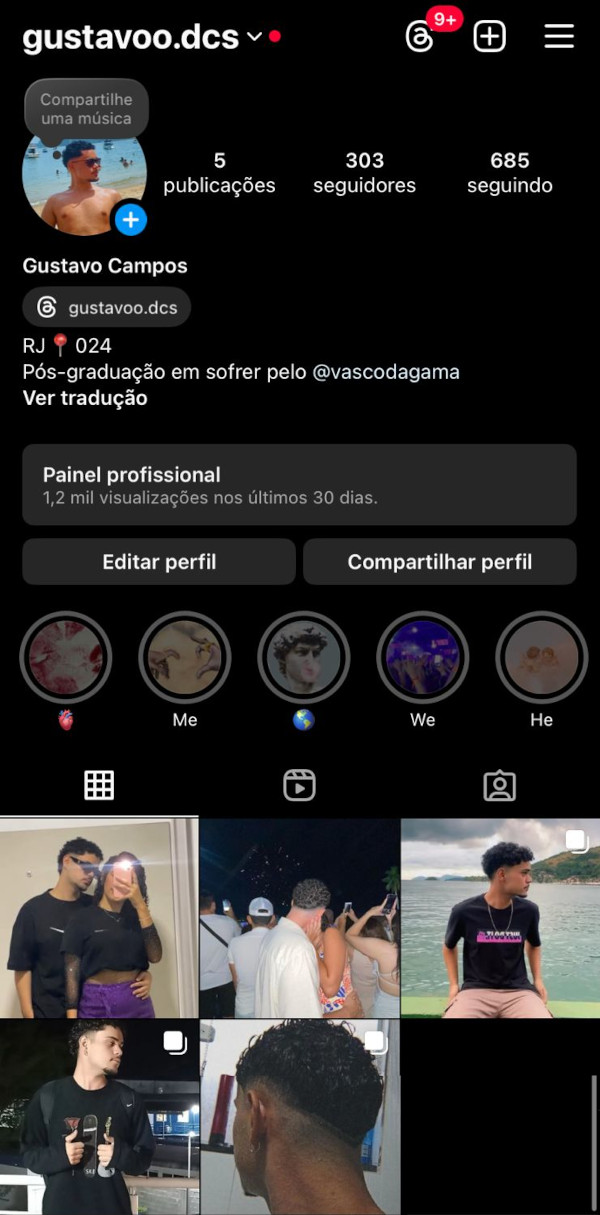 gustavoo.dcs
9+
Compartilhe
uma música
5
publicações
303
seguidores
685
seguindo
Gustavo Campos
gustavoo.dcs
RJ 📍 024
Pós-graduação em sofrer pelo @vascodagama
Ver tradução
Painel profissional
1,2 mil visualizações nos últimos 30 dias.
Editar perfil
Compartilhar perfil
🫀
Me
🌎
We
He